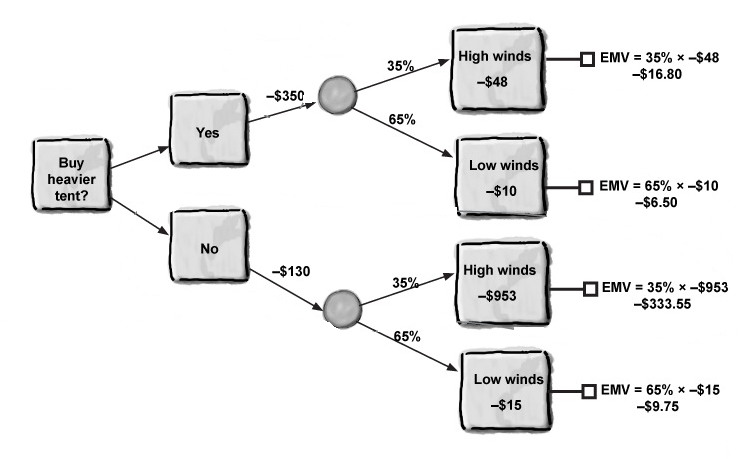 Buy
heavier
tent?
Yes
–$350
35%
High winds
–$48
EMV = 35% × –$48
–$16.80
65%
Low winds
–$10
EMV = 65% × –$10
–$6.50
No
–$130
35%
High winds
–$953
EMV = 35% × –$953
–$333.55
65%
Low winds
–$15
EMV = 65% × –$15
–$9.75